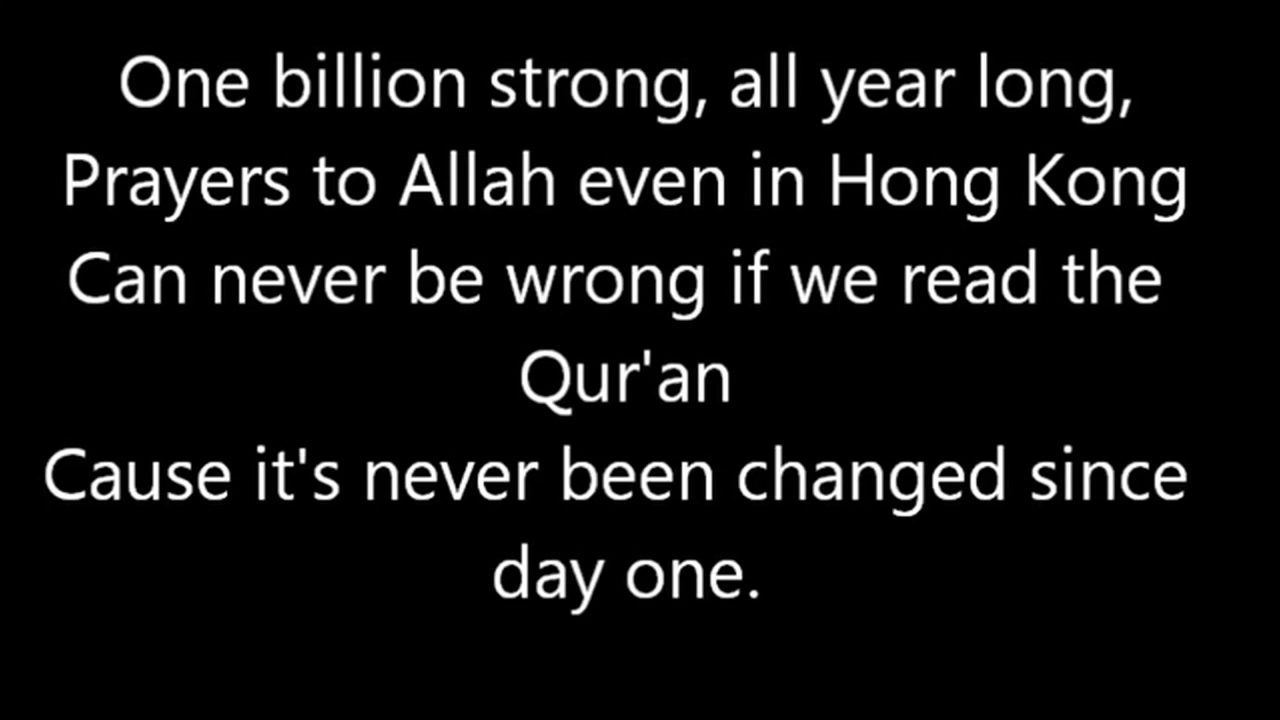 One billion strong, all year long,
Prayers to Allah even in Hong Kong
Can never be wrong if we read the
Qur'an
Cause it's never been changed since
day one.